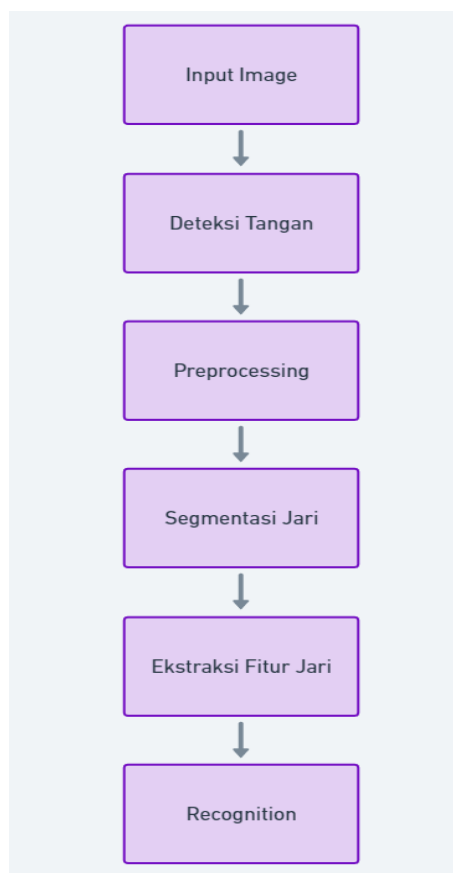 Input Image
Deteksi Tangan
Preprocessing
Segmentasi Jari
Ekstraksi Fitur Jari
Recognition